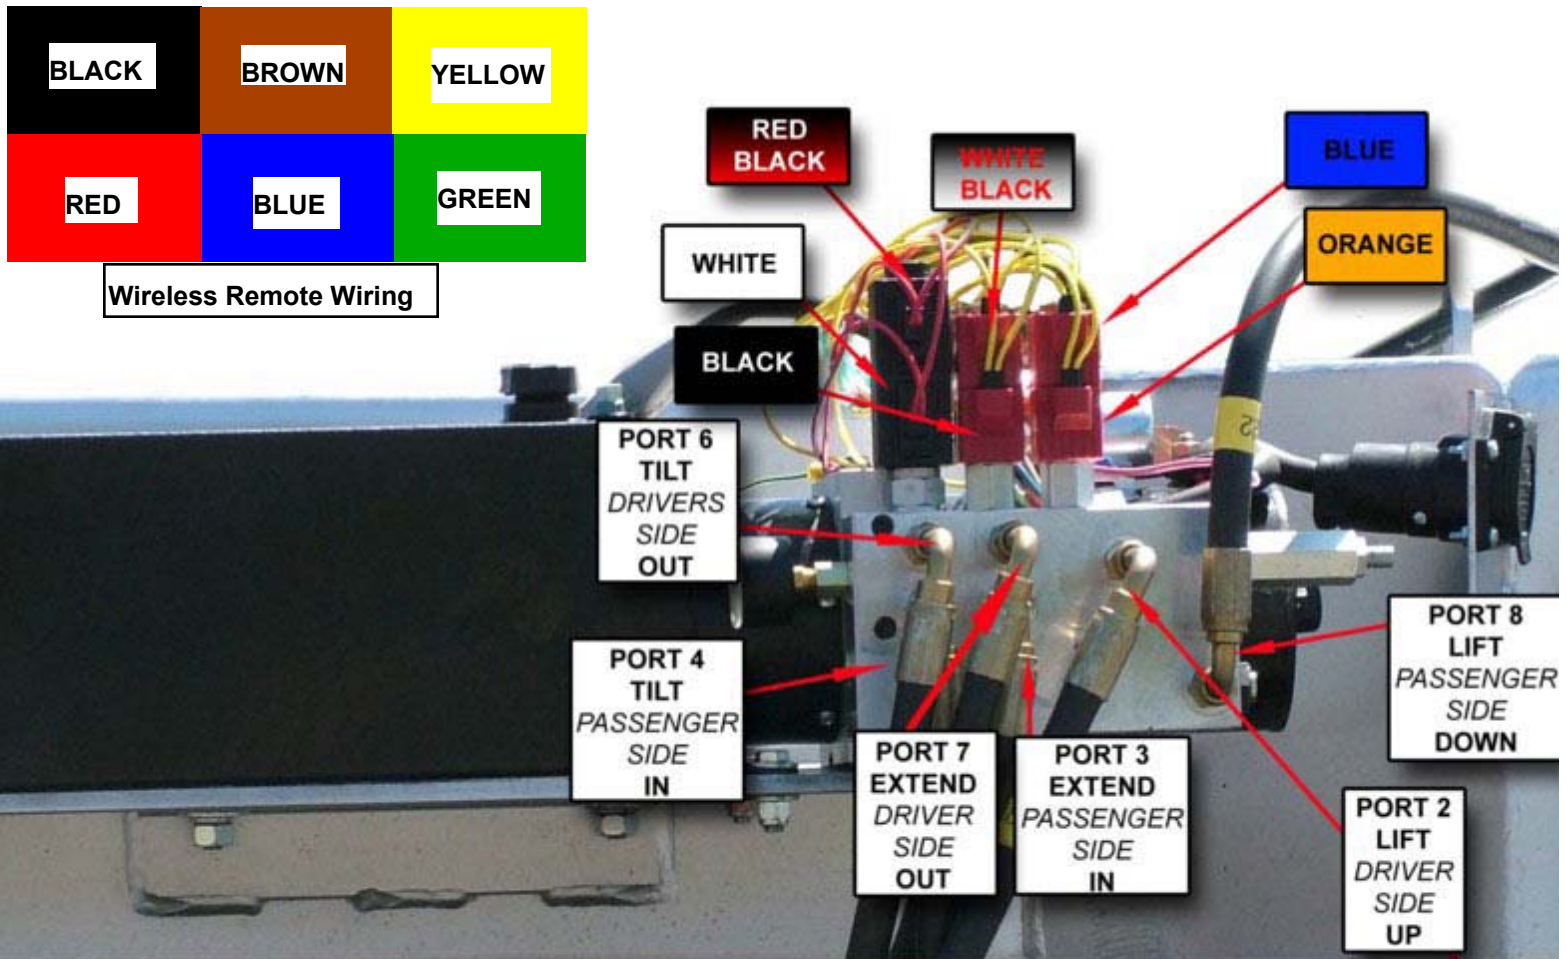 BLACK
BROWN
YELLOW
RED
BLUE
GREEN
Wireless Remote Wiring
RED
BLACK
WHITE
BLACK
BLUE
ORANGE
WHITE
BLACK
PORT 6
TILT
DRIVERS
SIDE
OUT
PORT 4
TILT
PASSENGER
SIDE
IN
PORT 7
EXTEND
DRIVER
SIDE
OUT
PORT 3
EXTEND
PASSENGER
SIDE
IN
PORT 8
LIFT
PASSENGER
SIDE
DOWN
PORT 2
LIFT
DRIVER
SIDE
UP